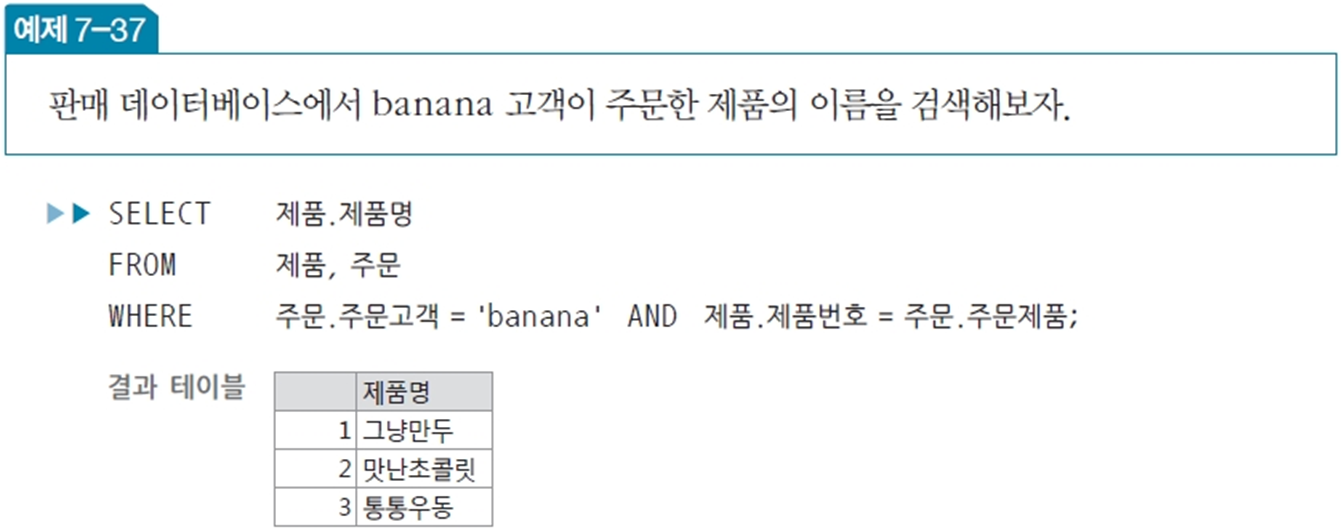 예제 7-37
판매 데이터베이스에서 banana 고객이 주문한 제품의 이름을 검색해보자.
▶▶ SELECT 제품.제품명
FROM 제품, 주문
WHERE 주문.주문고객 = 'banana' AND 제품.제품번호 = 주문.주문제품;
결과 테이블
제품명
1 그냥만두
2 맛난초콜릿
3 통통우동